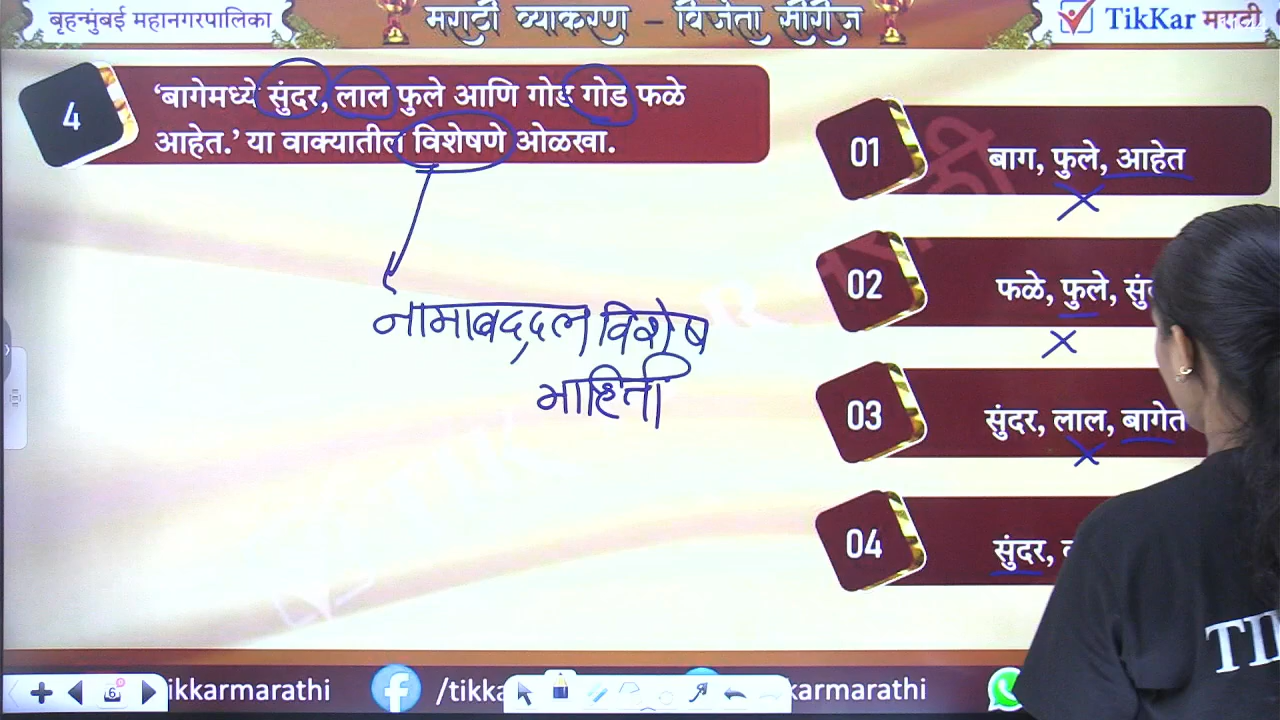 बृहन्मुंबई महानगरपालिका
मराठी व्याकरण – विजेता सीरीज
TikKar मराठी
4
‘बागेमध्ये सुंदर, लाल फुले आणि गोड गोड फळे
आहेत.’ या वाक्यातील विशेषणे ओळखा.
नामाबद्दल विशेष
माहिती
01
बाग, फुले, आहेत
02
फळे, फुले,
03
सुंदर, लाल, बागेत
04
सुंदर,
ikkarmarathi
/tikka
karmarathi
6